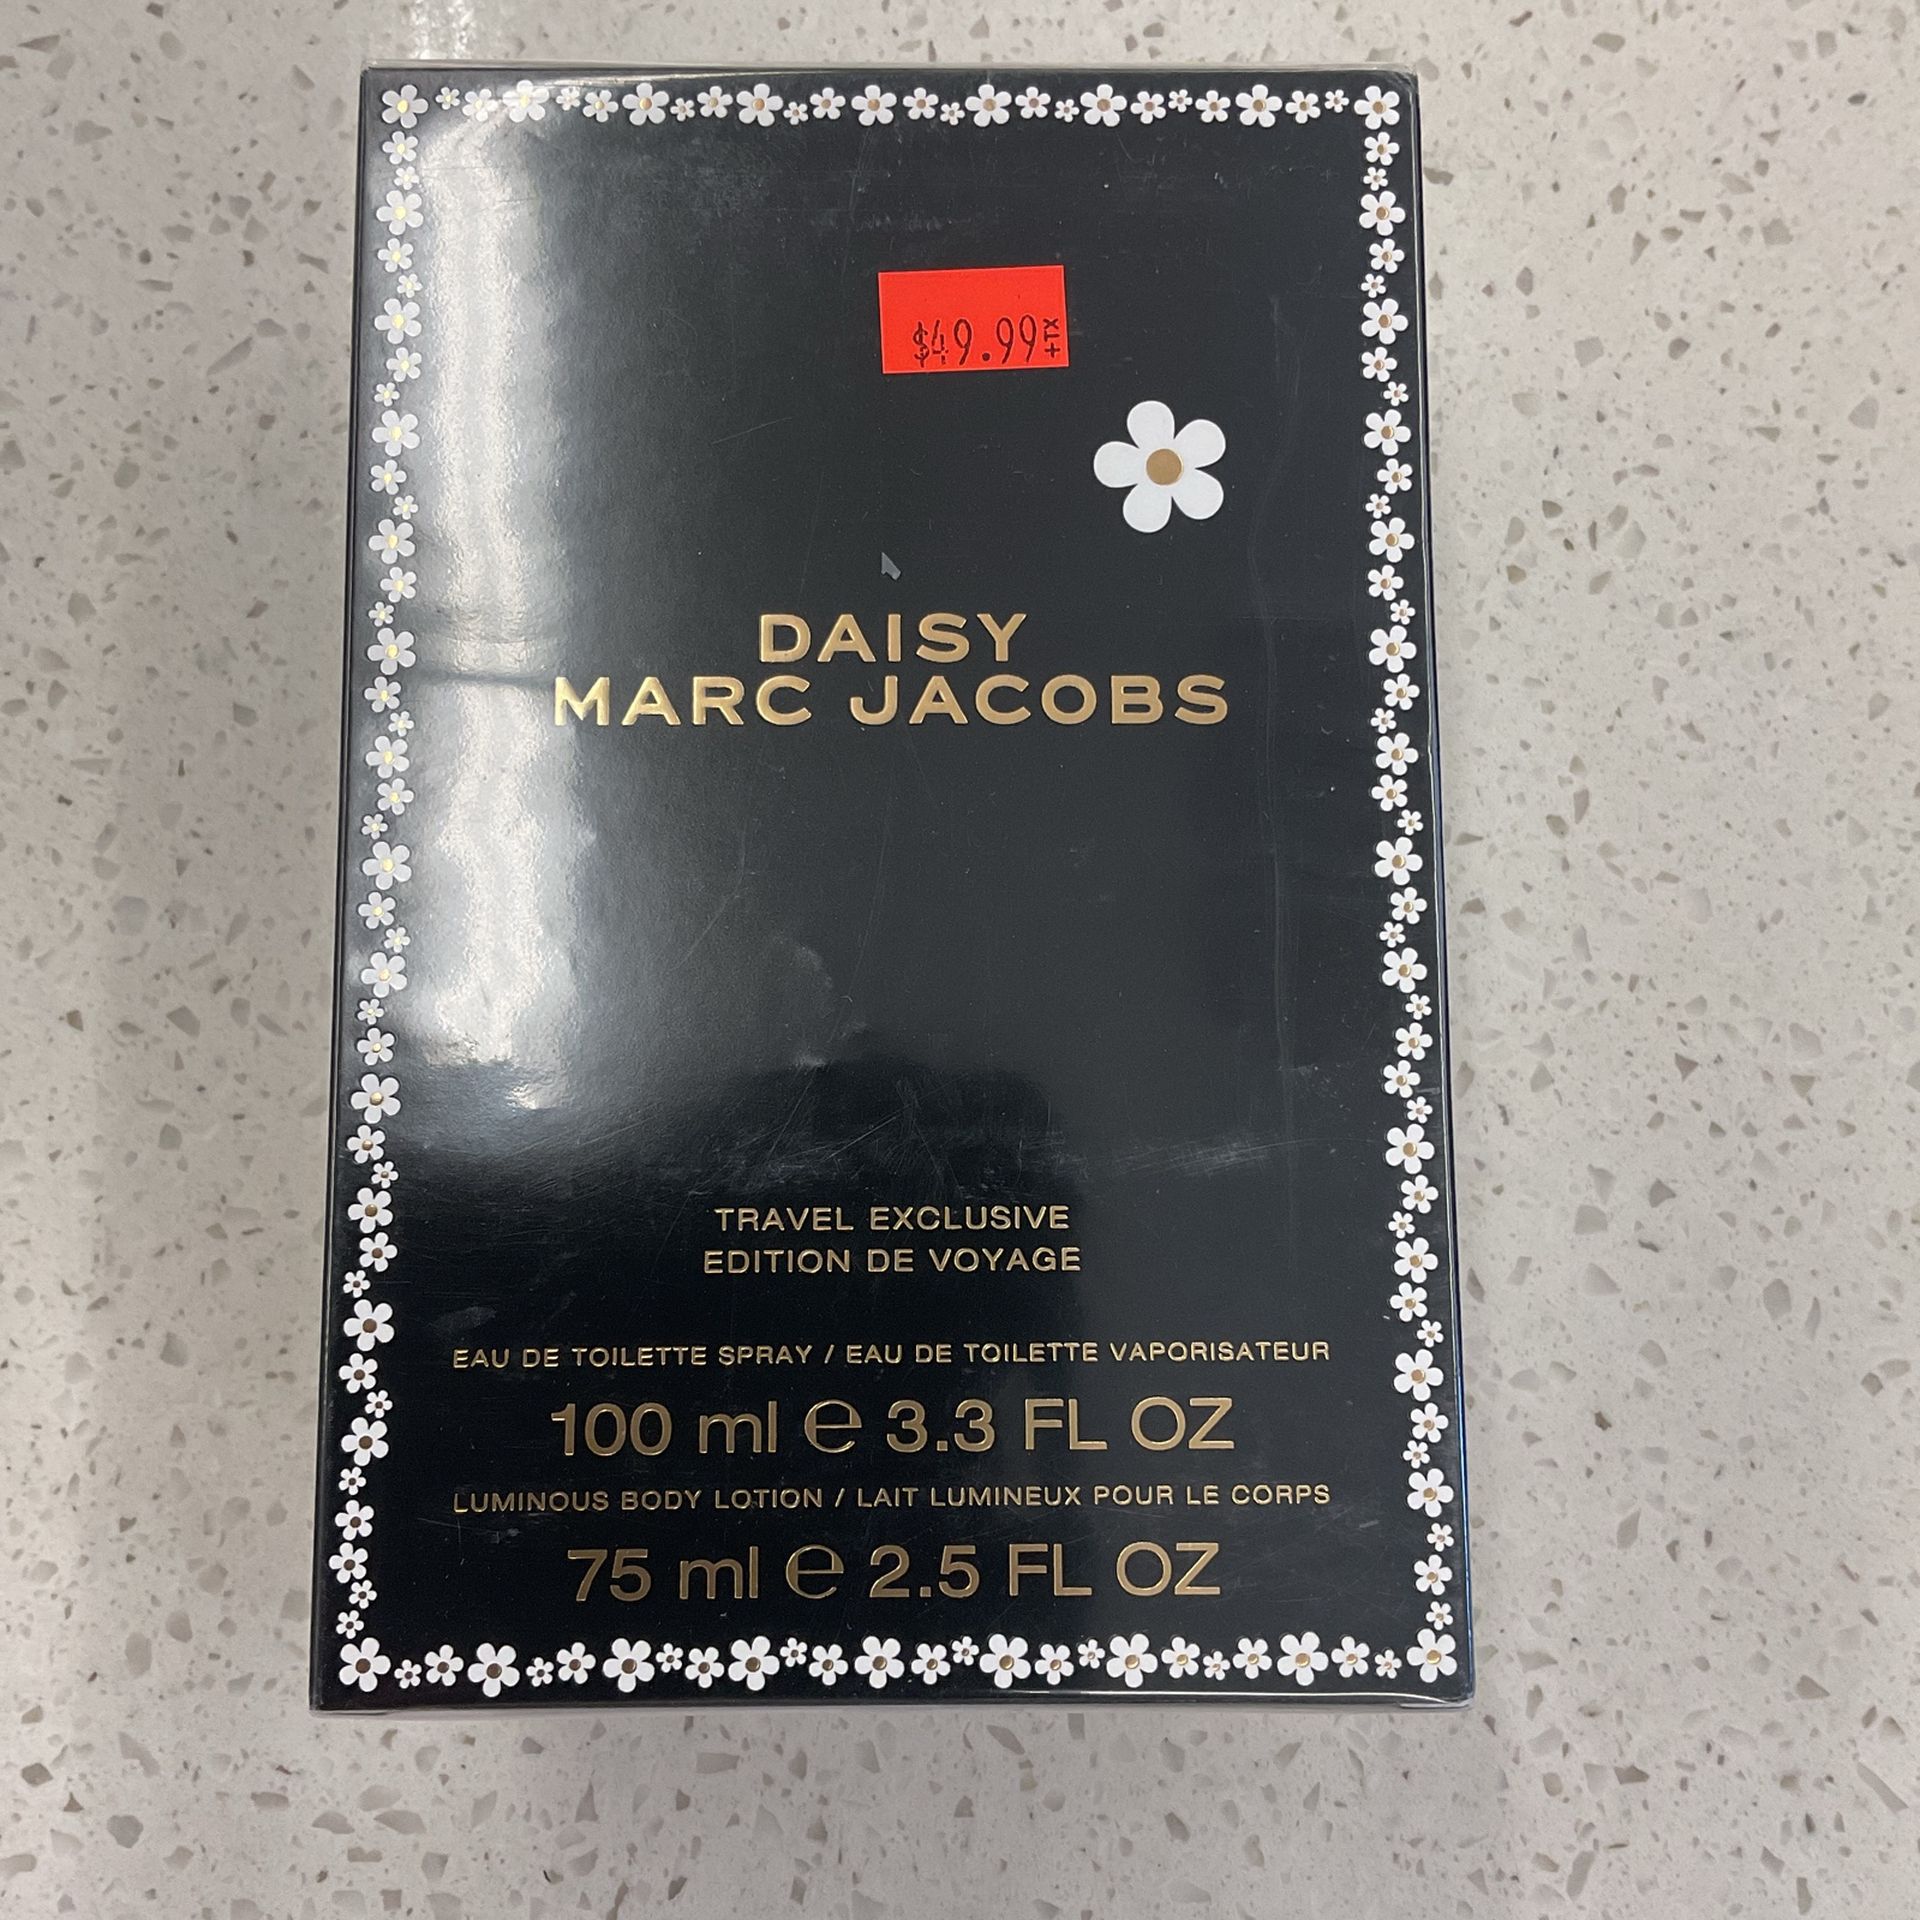 $49.99 +TX
DAISY
MARC JACOBS
TRAVEL EXCLUSIVE
EDITION DE VOYAGE
EAU DE TOILETTE SPRAY / EAU DE TOILETTE VAPORISATEUR
100 ml ℮ 3.3 FL OZ
LUMINOUS BODY LOTION / LAIT LUMINEUX POUR LE CORPS
75 ml ℮ 2.5 FL OZ